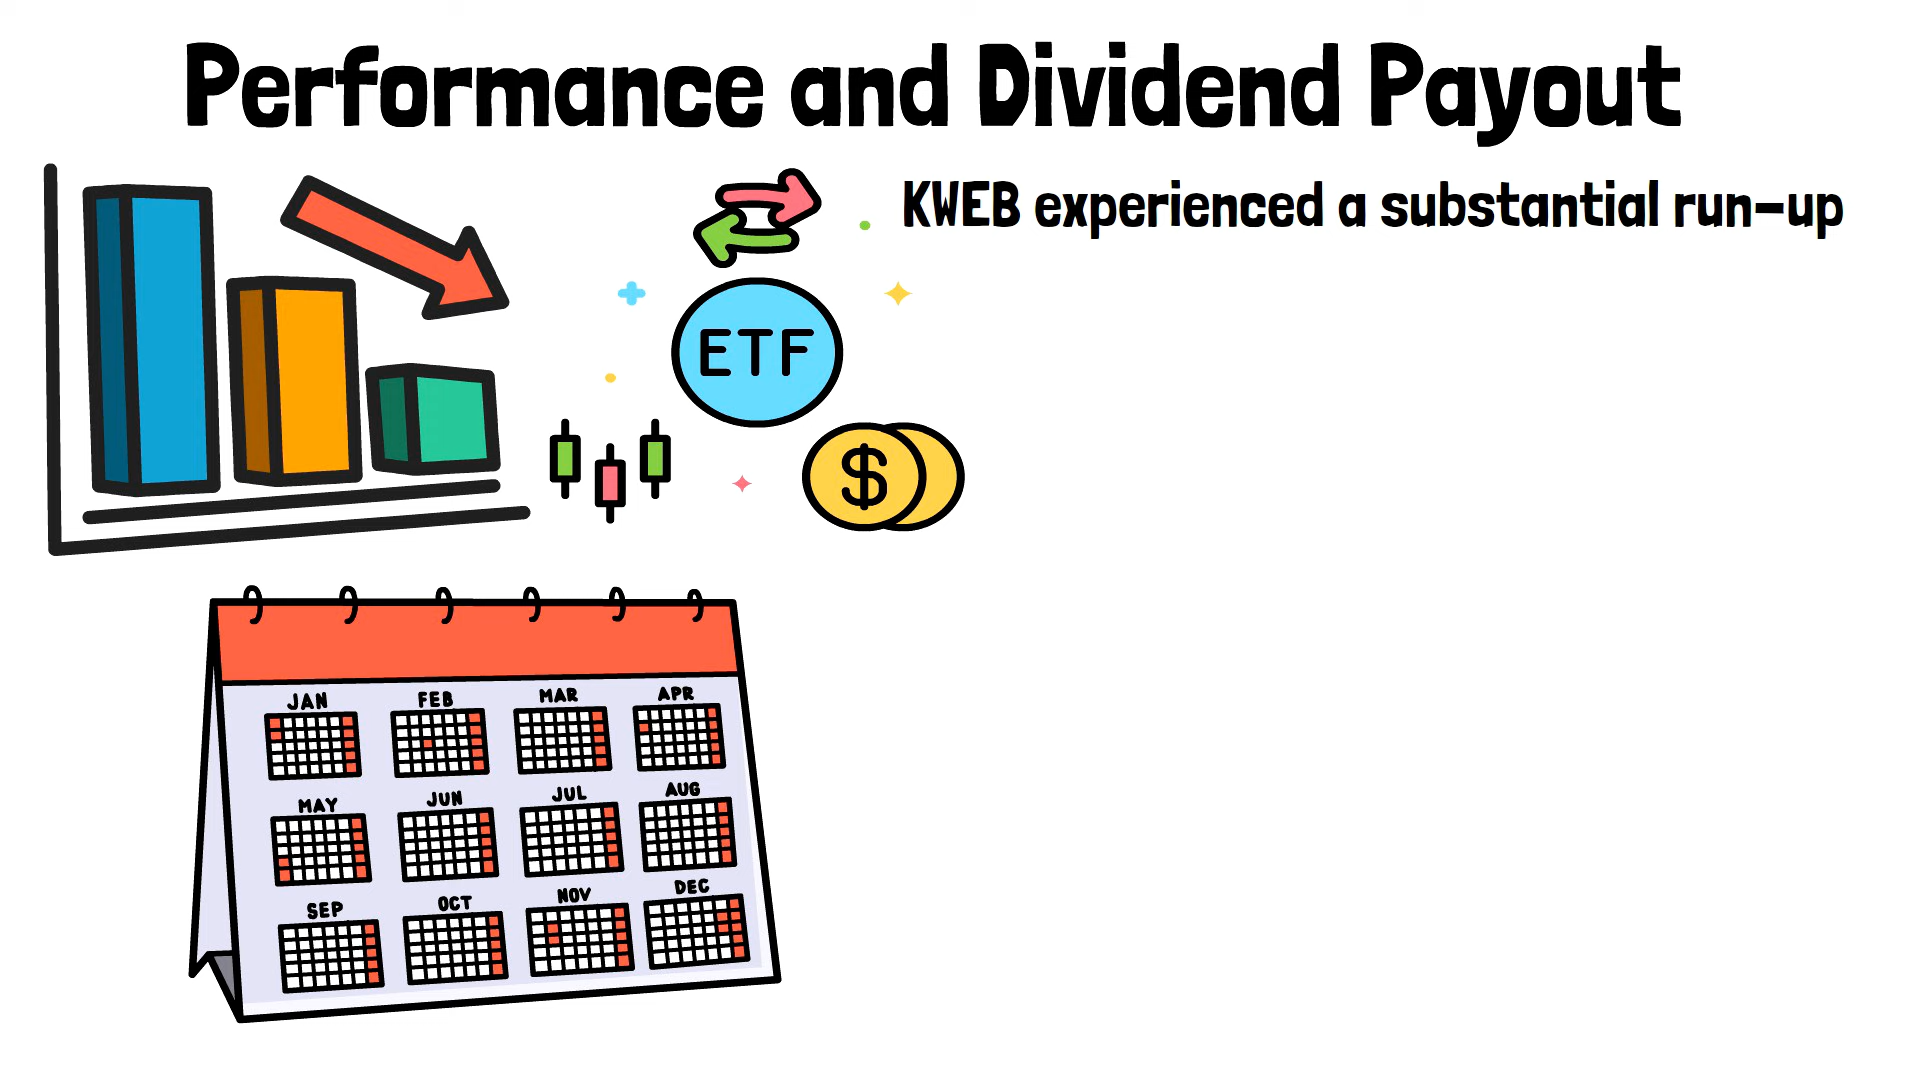 Performance and Dividend Payout
KWEB experienced a substantial run-up
ETF
$
JAN FEB MAR APR
MAY JUN JUL AUG
SEP OCT NOV DEC